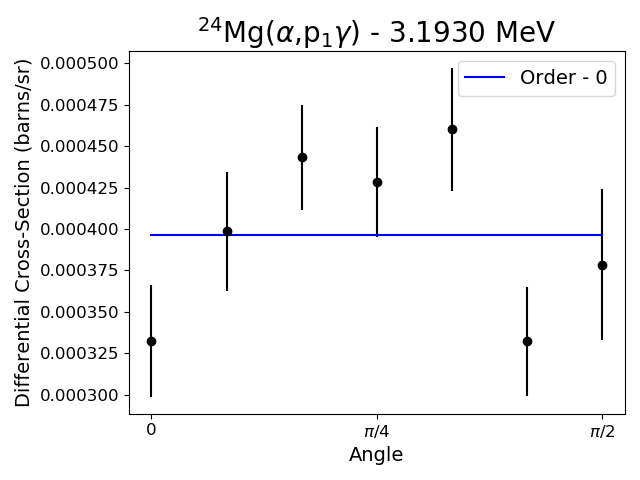 ²⁴Mg(α,p₁γ) - 3.1930 MeV
Differential Cross-Section (barns/sr)
0.000500
0.000475
0.000450
0.000425
0.000400
0.000375
0.000350
0.000325
0.000300
Order - 0
0
π/4
π/2
Angle